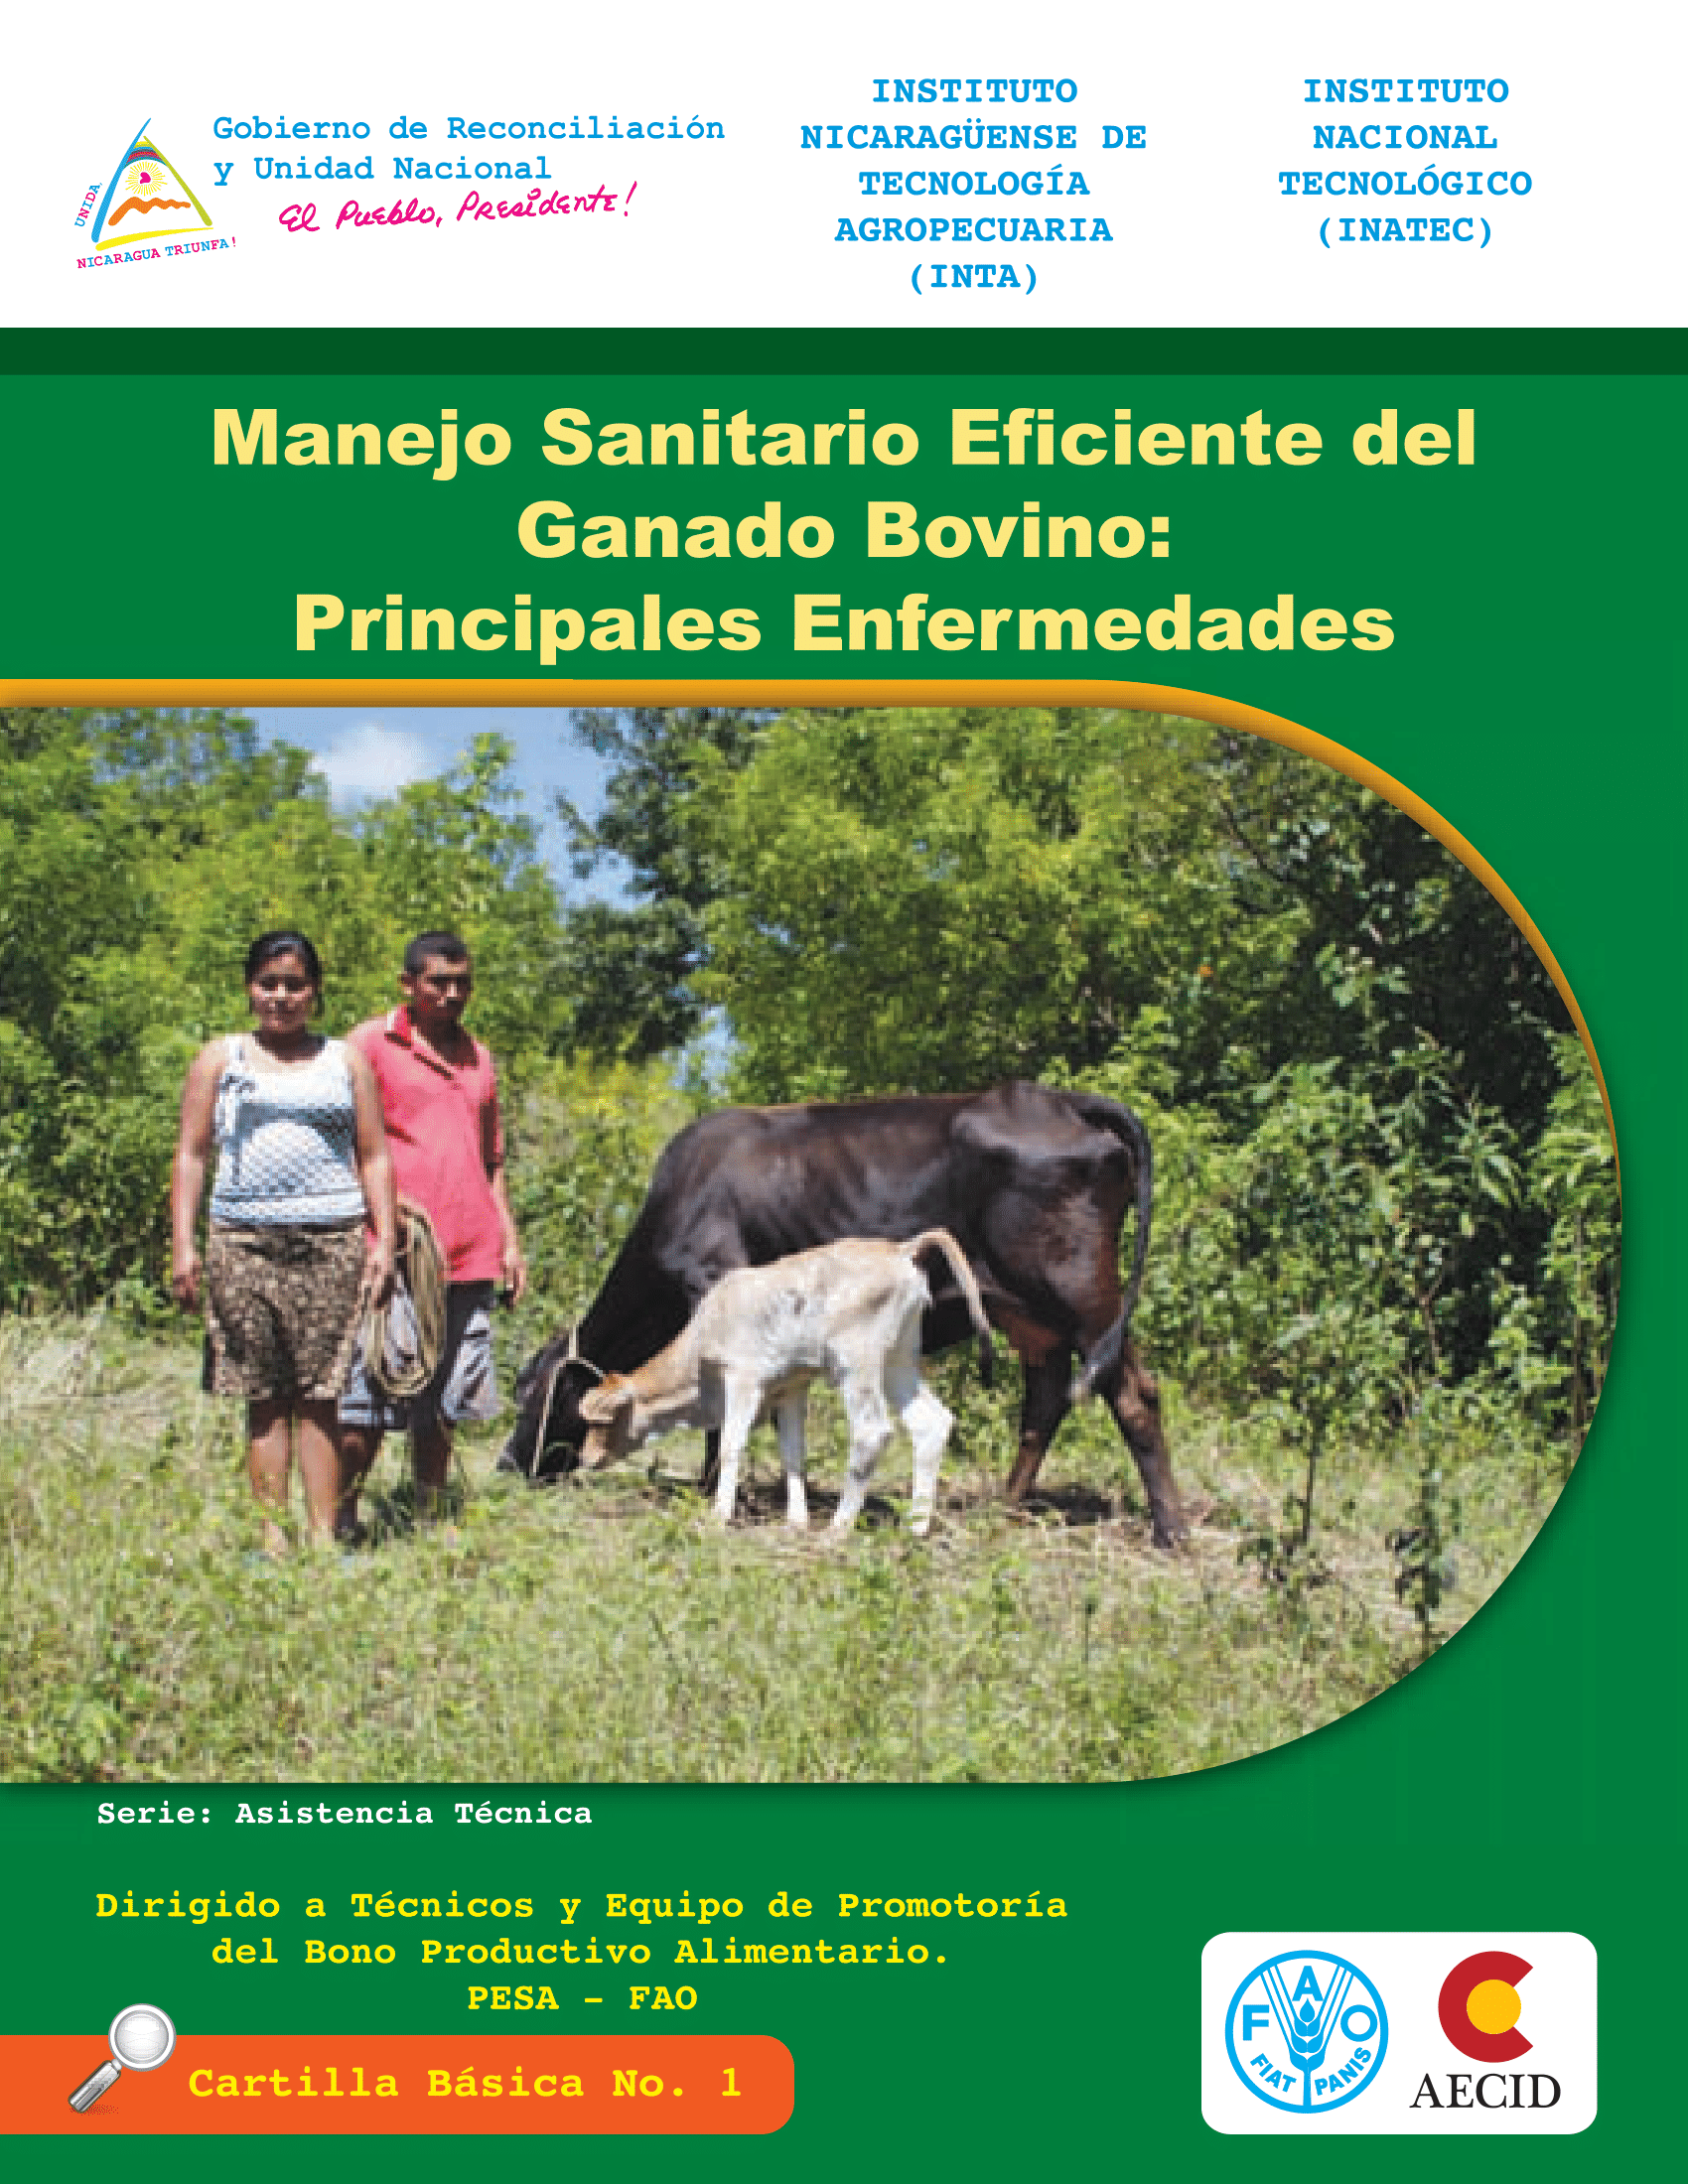 UNIDA,
NICARAGUA TRIUNFA!
Gobierno de Reconciliación
y Unidad Nacional
El Pueblo, Presidente!
INSTITUTO
NICARAGÜENSE DE
TECNOLOGÍA
AGROPECUARIA
(INTA)
INSTITUTO
NACIONAL
TECNOLÓGICO
(INATEC)
Manejo Sanitario Eficiente del
Ganado Bovino:
Principales Enfermedades
Serie: Asistencia Técnica
Dirigido a Técnicos y Equipo de Promotoría
del Bono Productivo Alimentario.
PESA - FAO
Cartilla Básica No. 1
FAO
FIAT PANIS
AECID